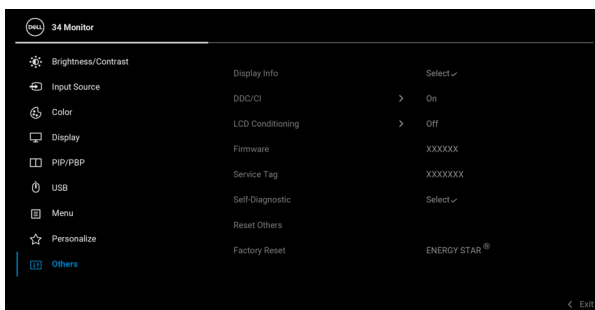 DELL 34 Monitor
Brightness/Contrast
Input Source
Color
Display
PIP/PBP
USB
Menu
Personalize
Others
Display Info Select
DDC/CI On
LCD Conditioning Off
Firmware XXXXXX
Service Tag XXXXXXX
Self-Diagnostic Select
Reset Others
Factory Reset ENERGY STAR ®
Exit